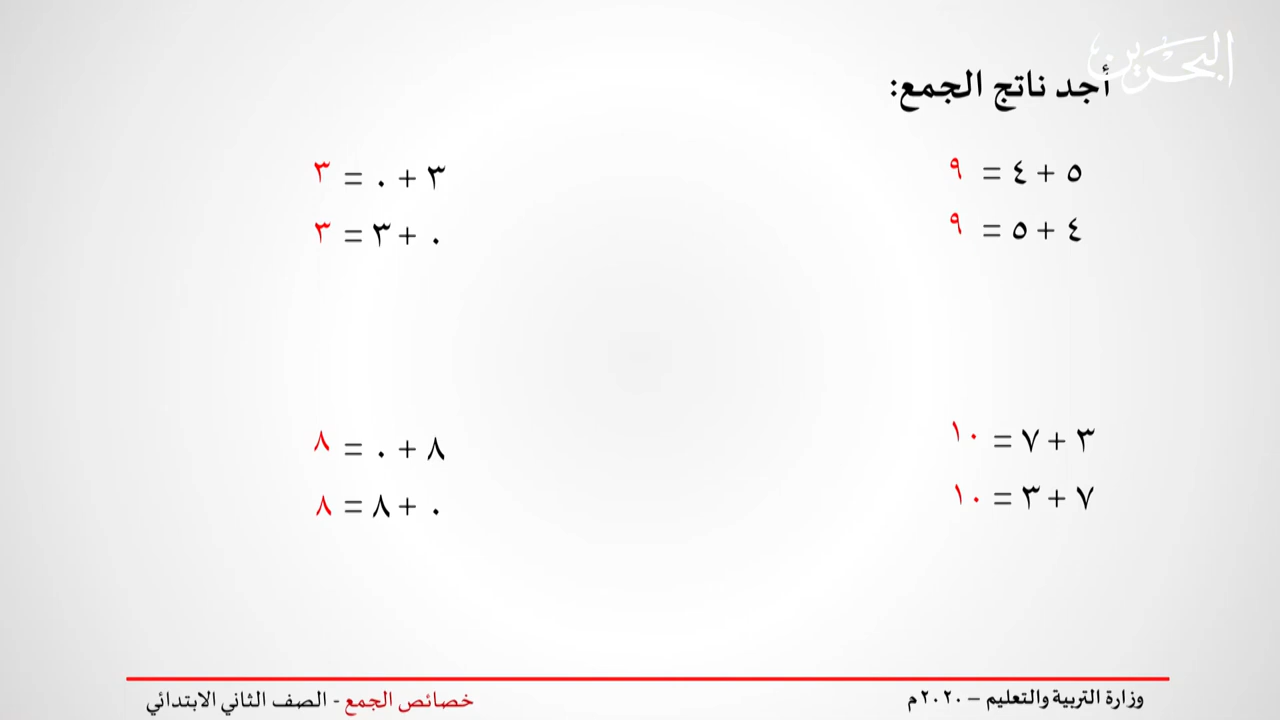 البحرين
أجد ناتج الجمع:
٥ + ٤ = ٩
٤ + ٥ = ٩
٣ + ٠ = ٣
٠ + ٣ = ٣
٣ + ٧ = ١٠
٧ + ٣ = ١٠
٨ + ٠ = ٨
٠ + ٨ = ٨
وزارة التربية والتعليم – ٢٠٢٠م
خصائص الجمع - الصف الثاني الابتدائي